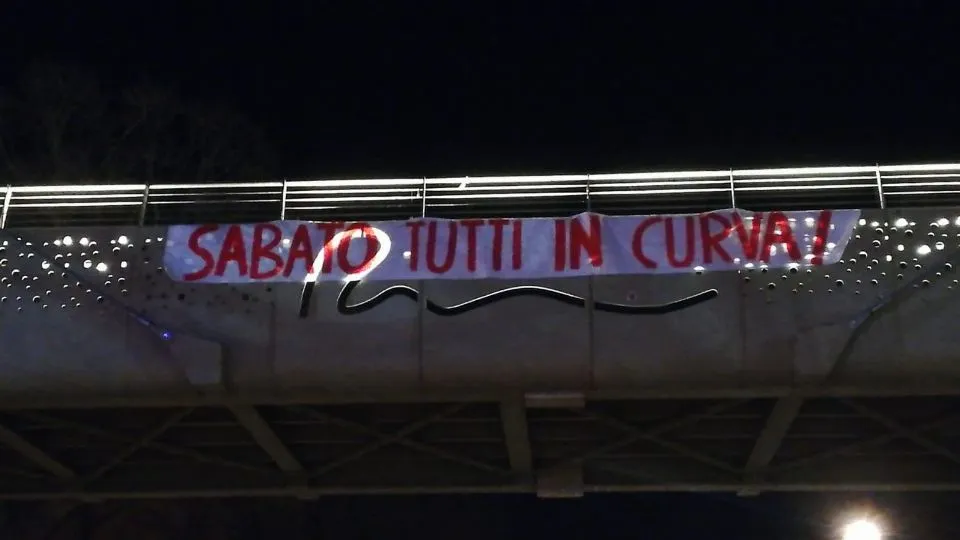 SABATO TUTTI IN CURVA!